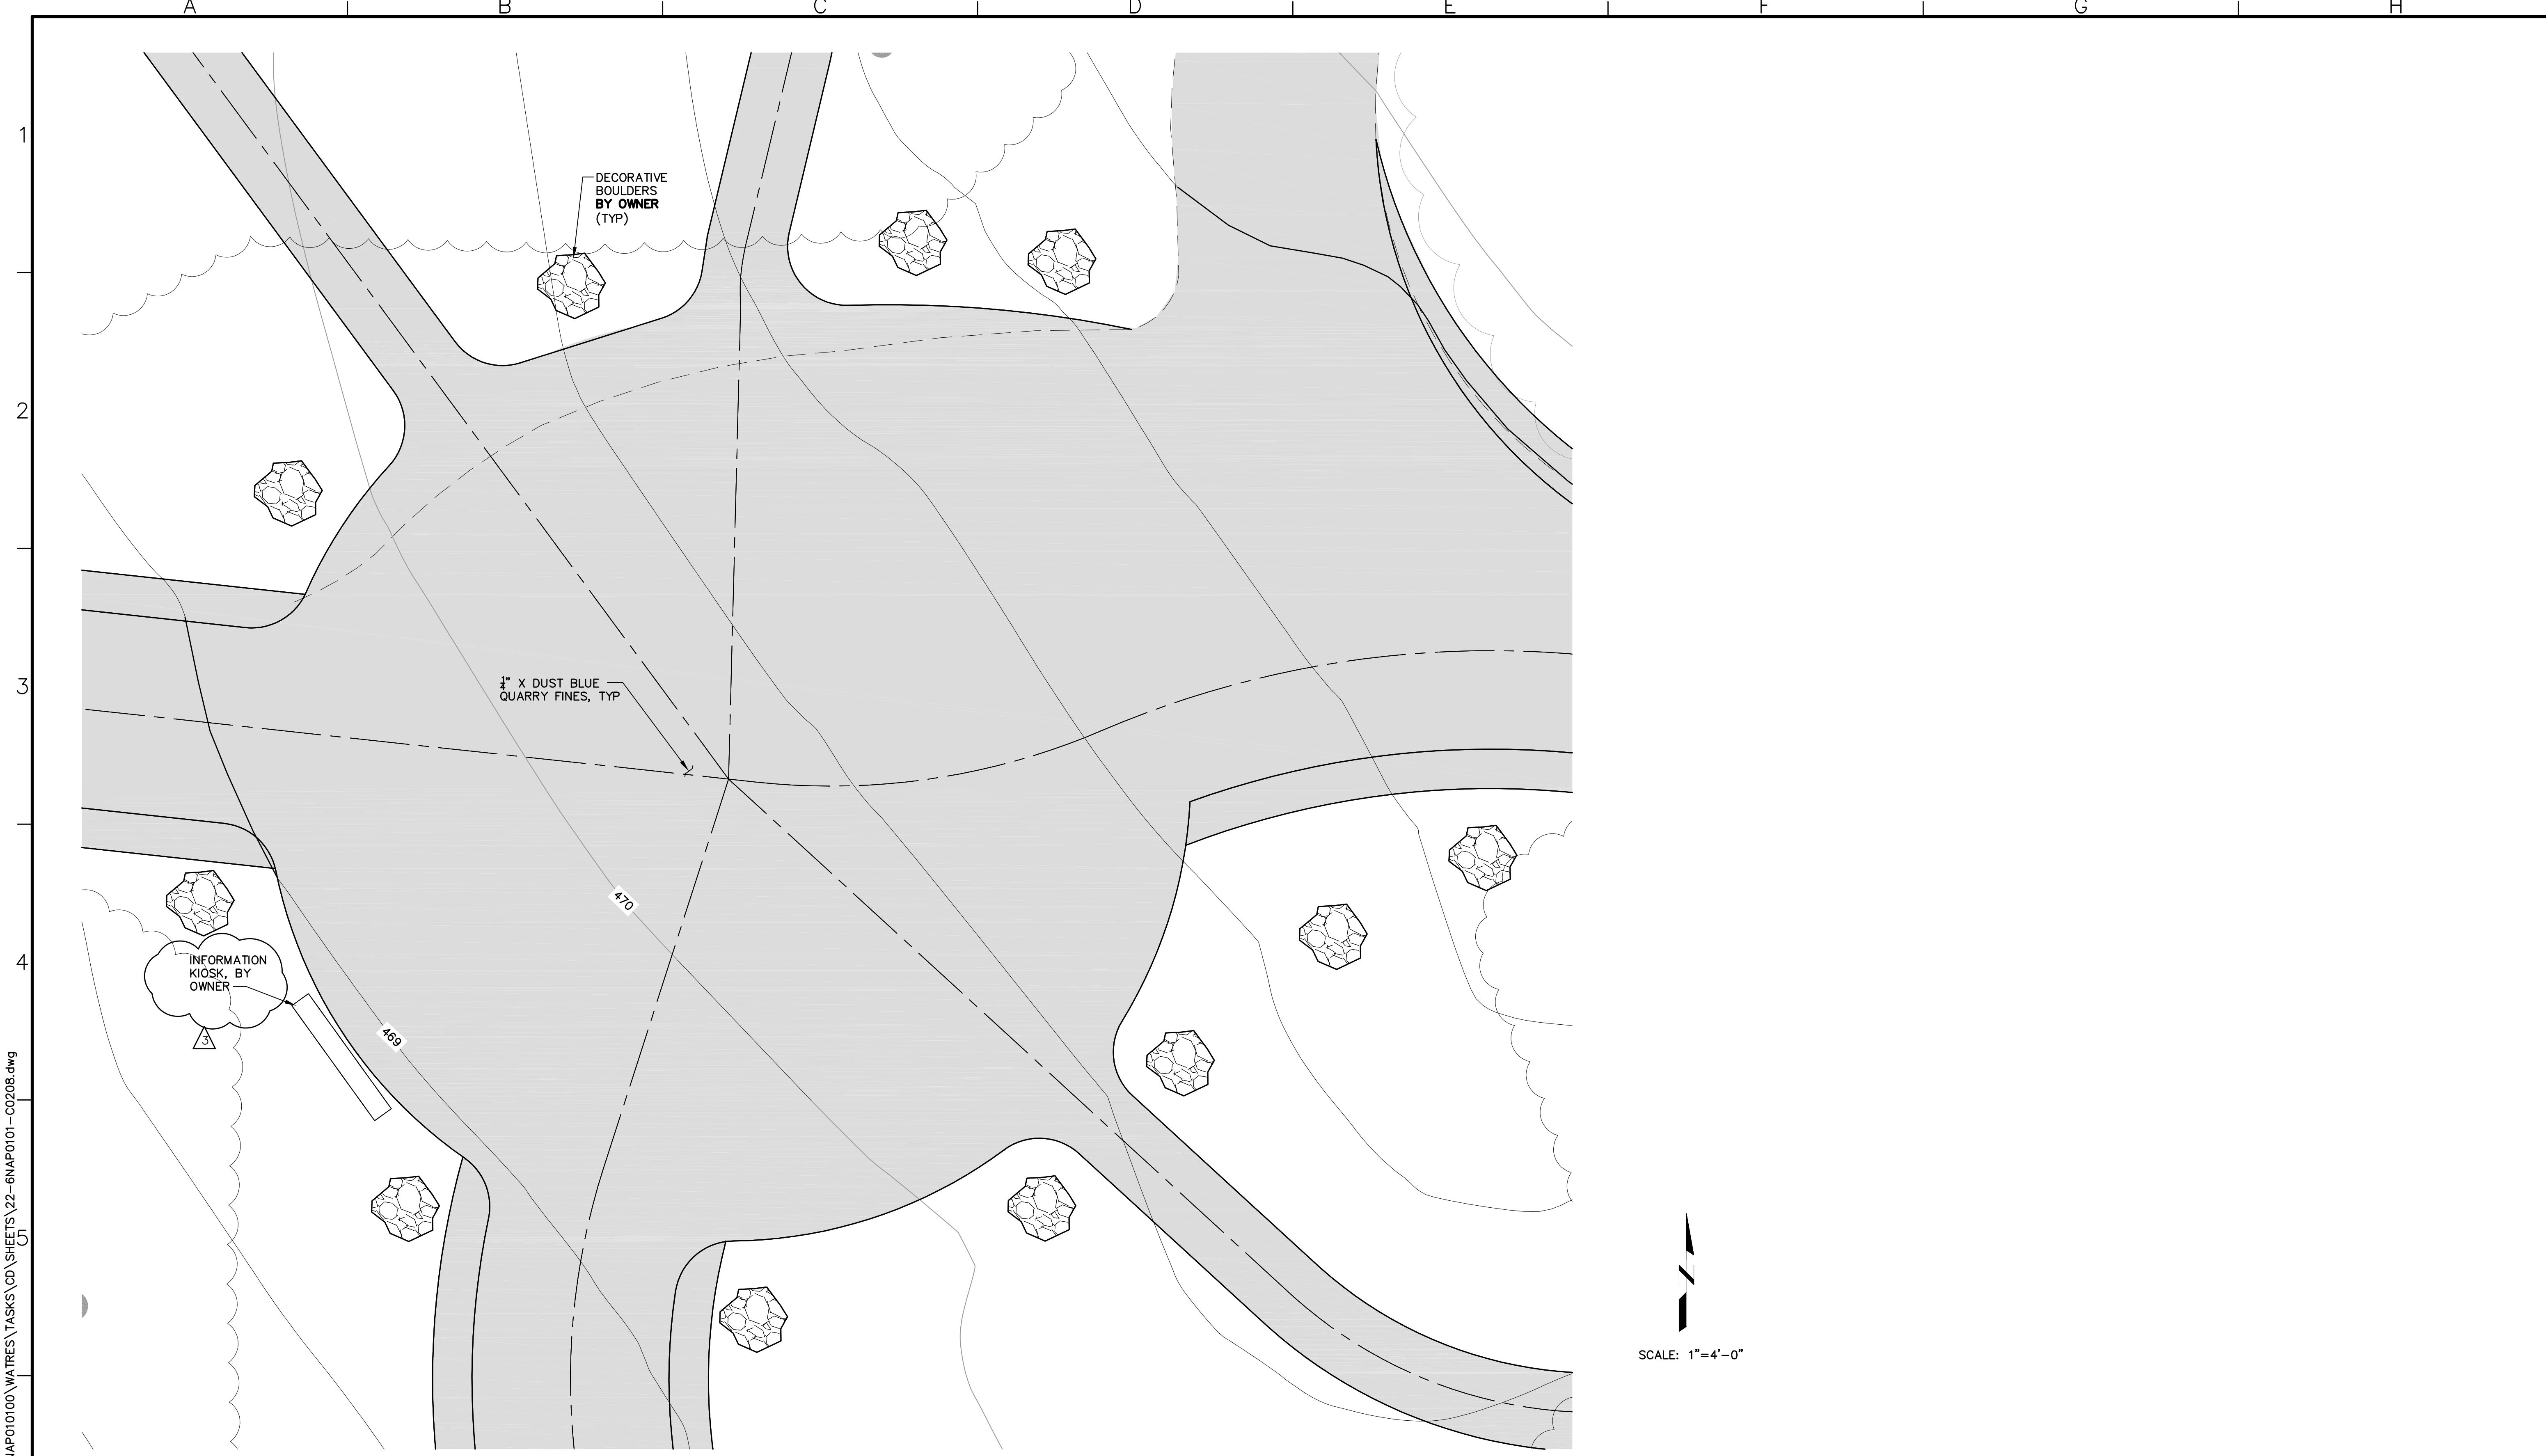 A B C D E F G H
1
DECORATIVE
BOULDERS
BY OWNER
(TYP)
2
3
1/4" X DUST BLUE
QUARRY FINES, TYP
470
4
INFORMATION
KIOSK, BY
OWNER
3
469
5
N
SCALE: 1"=4'-0"
NAP010100\WATRES\TASKS\CD\SHEETS\22-6NAP0101-C0208.dwg